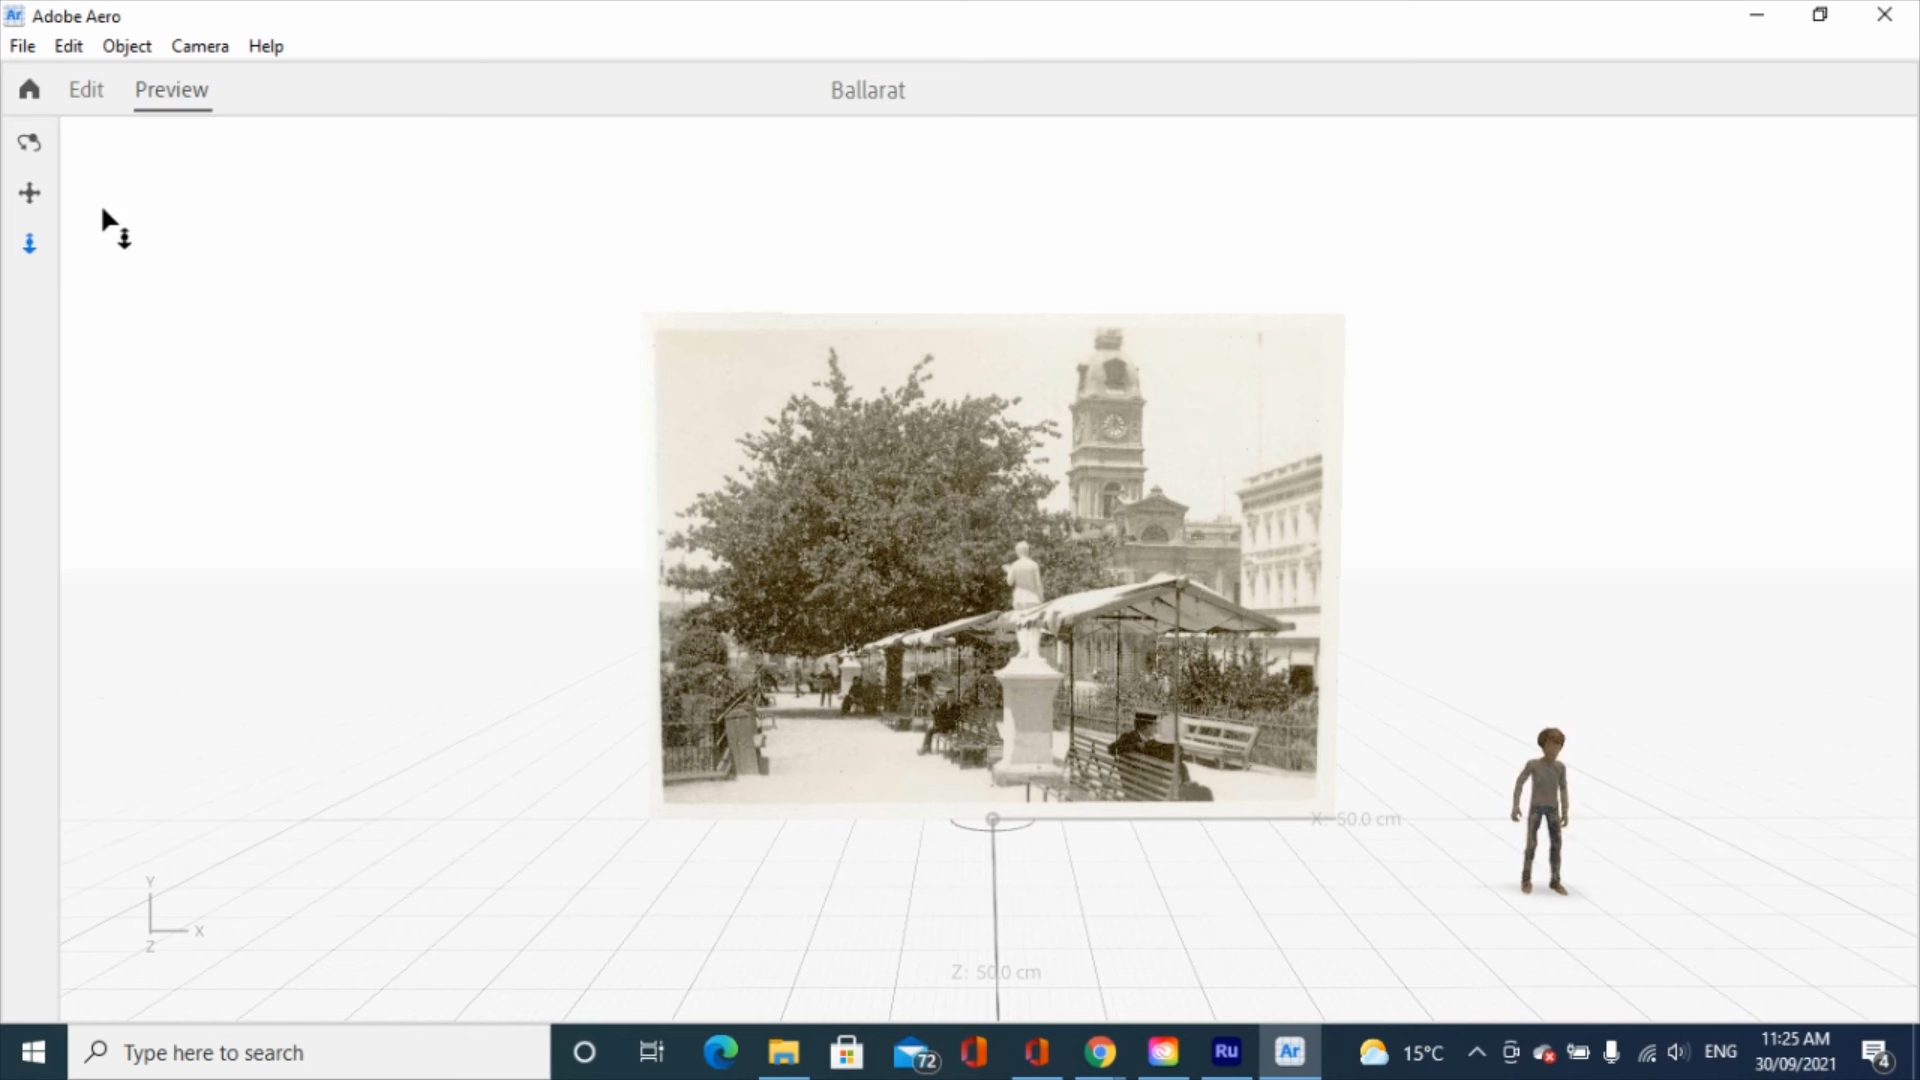 Ar Adobe Aero
File Edit Object Camera Help
Edit Preview Ballarat
X: 50.0 cm
Y
X
Z
Z: 50.0 cm
Type here to search
72
Ru
Ar
15°C
ENG
11:25 AM
30/09/2021
4